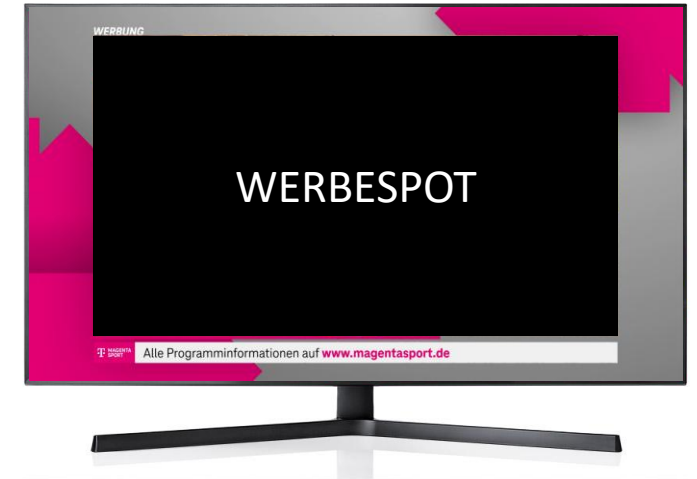 WERBUNG
WERBESPOT
T MAGENTA
SPORT
Alle Programminformationen auf www.magentasport.de